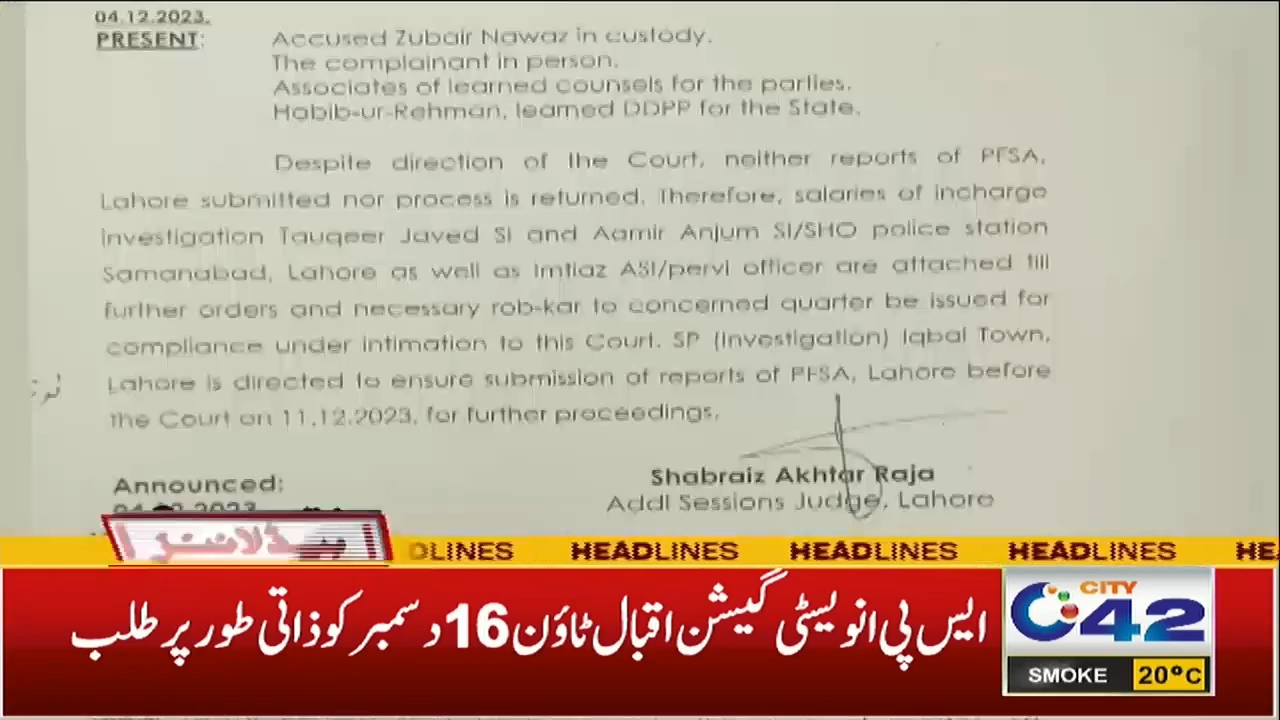 04.12.2023.
PRESENT:
Accused Zubair Nawaz in custody.
The complainant in person.
Associates of learned counsels for the parties.
Habib-ur-Rehman, learned DDPP for the State.
Despite direction of the Court, neither reports of PFSA,
Lahore submitted nor process is returned. Therefore, salaries of incharge
investigation Tauqeer Javed SI and Aamir Anjum SI/SHO police station
Samanabad, Lahore as well as Imtiaz ASI/pervi officer are attached till
further orders and necessary rob-kar to concerned quarter be issued for
compliance under intimation to this Court. SP (Investigation) Iqbal Town,
Lahore is directed to ensure submission of reports of PFSA, Lahore before
the Court on 11.12.2023, for further proceedings.
Shabraiz Akhtar Raja
Addl Sessions Judge, Lahore
Announced:
ہیڈلائنز
DLINES HEADLINES HEADLINES HEADLINES HE
ایس پی انویسٹی گیشن اقبال ٹاؤن 16 دسمبر کو ذاتی طور پر طلب
CITY
42
SMOKE 20°C